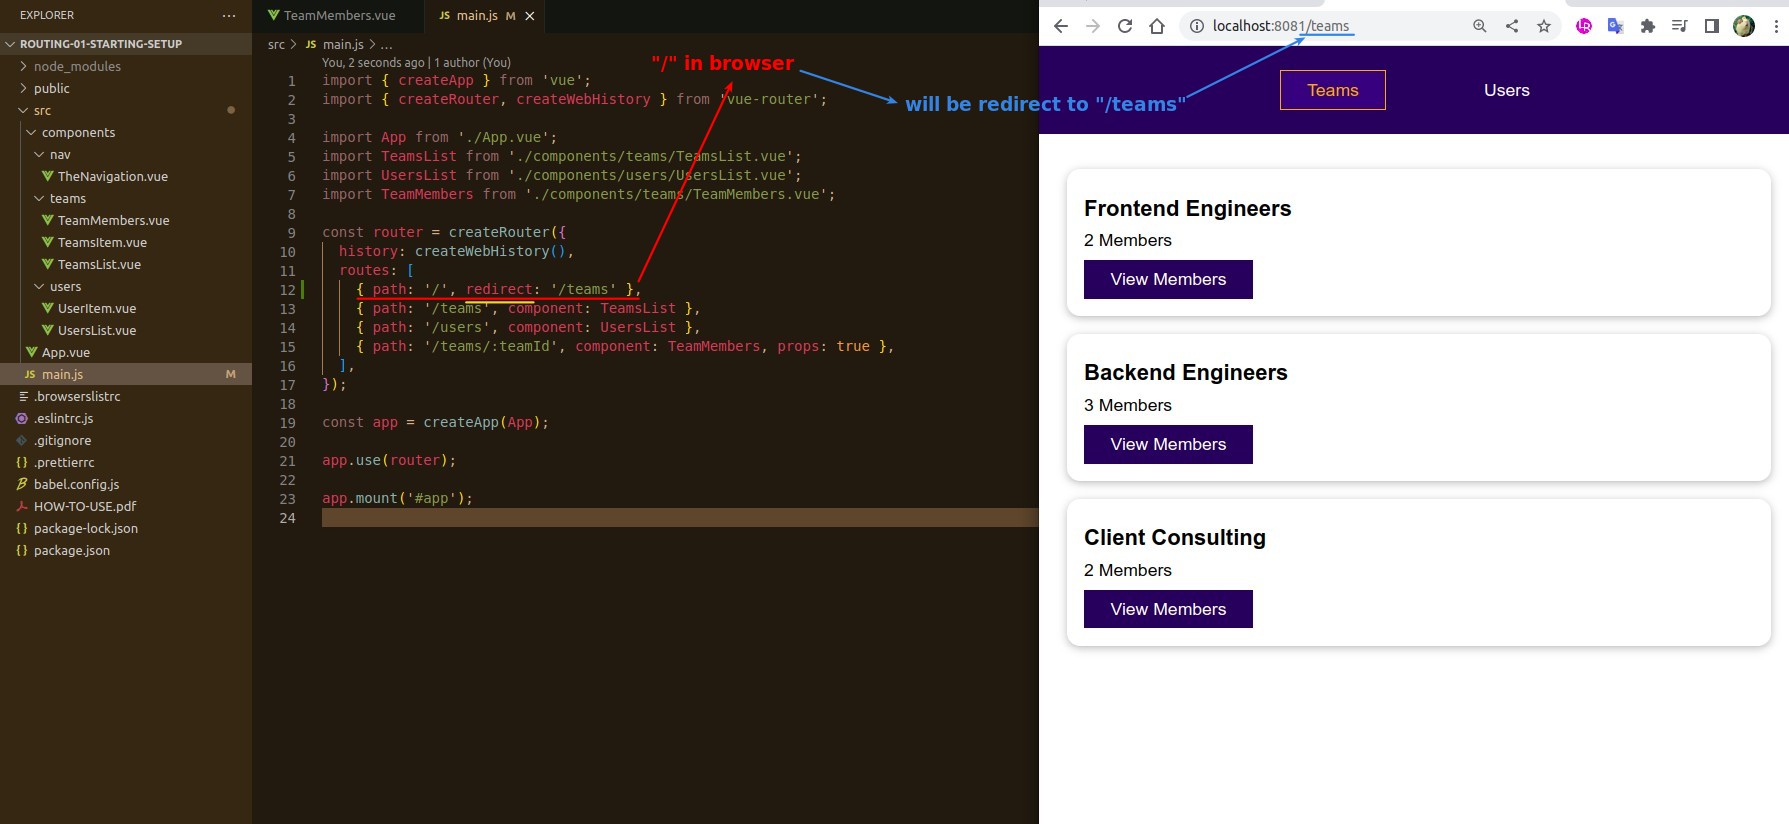 EXPLORER
ROUTING-01-STARTING-SETUP
node_modules
public
src
components
nav
TheNavigation.vue
teams
TeamMembers.vue
TeamsItem.vue
TeamsList.vue
users
UserItem.vue
UsersList.vue
App.vue
JS main.js M
.browserslistrc
.eslintrc.js
.gitignore
{} .prettierrc
babel.config.js
HOW-TO-USE.pdf
{} package-lock.json
{} package.json
TeamMembers.vue
JS main.js M
src > JS main.js > ...
You, 2 seconds ago | 1 author (You)
1 import { createApp } from 'vue';
2 import { createRouter, createWebHistory } from 'vue-router';
3
4 import App from './App.vue';
5 import TeamsList from './components/teams/TeamsList.vue';
6 import UsersList from './components/users/UsersList.vue';
7 import TeamMembers from './components/teams/TeamMembers.vue';
8
9 const router = createRouter({
10 history: createWebHistory(),
11 routes: [
12 { path: '/', redirect: '/teams' },
13 { path: '/teams', component: TeamsList },
14 { path: '/users', component: UsersList },
15 { path: '/teams/:teamId', component: TeamMembers, props: true },
16 ],
17 });
18
19 const app = createApp(App);
20
21 app.use(router);
22
23 app.mount('#app');
24
"/" in browser
will be redirect to "/teams"
localhost:8081/teams
Teams
Users
Frontend Engineers
2 Members
View Members
Backend Engineers
3 Members
View Members
Client Consulting
2 Members
View Members